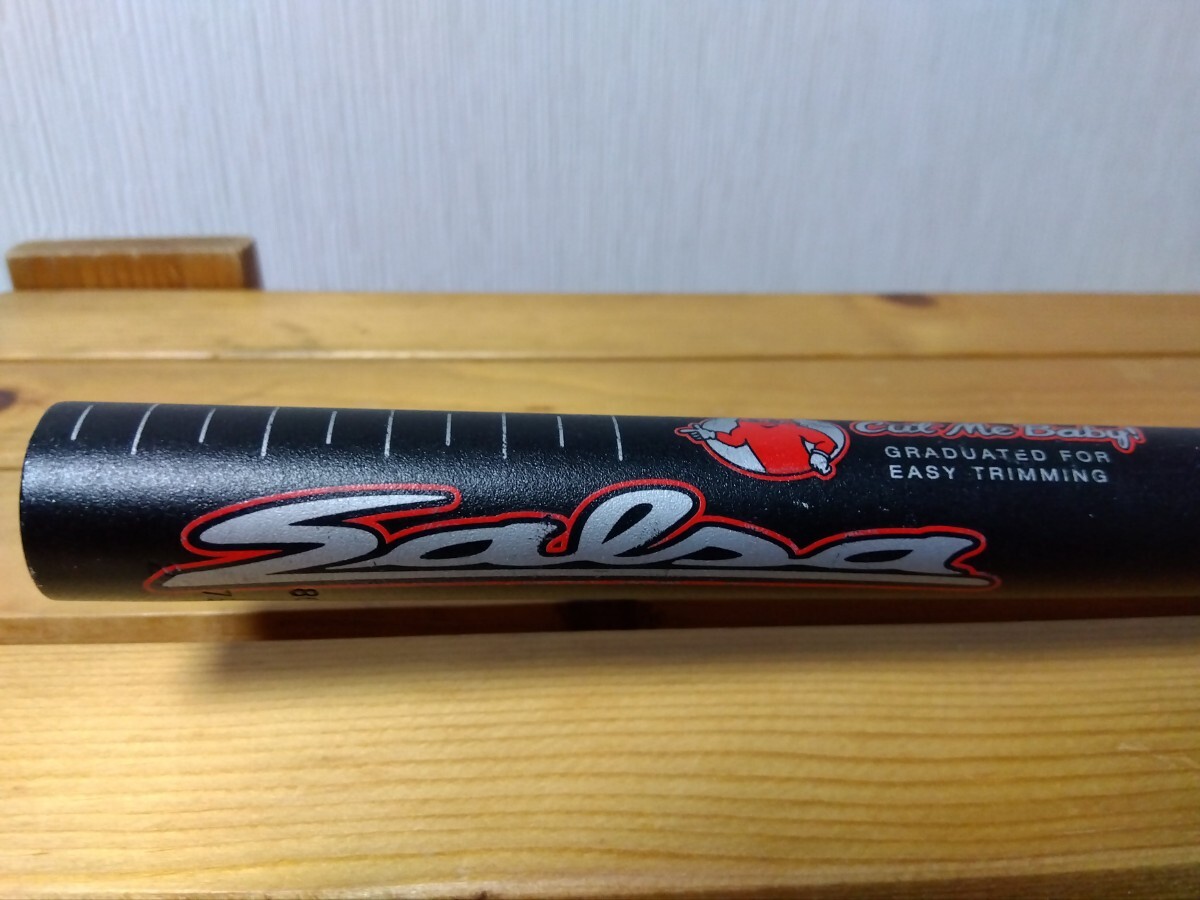 Cut Me Baby!
GRADUATED FOR
EASY TRIMMING
Salsa